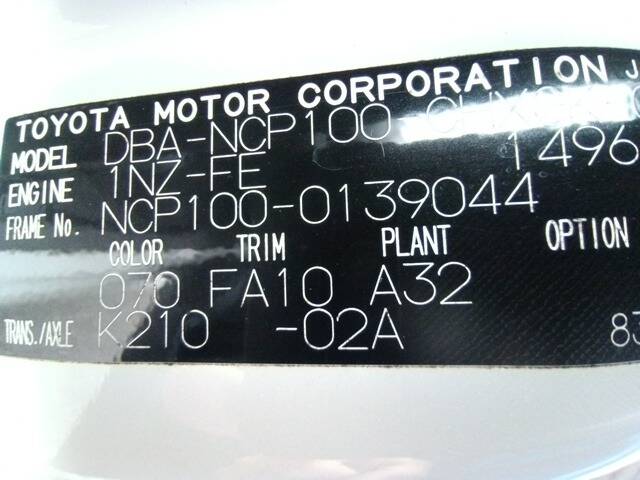 TOYOTA MOTOR CORPORATION J
MODEL DBA-NCP100-
ENGINE 1NZ-FE 1496
FRAME No. NCP100-0139044
COLOR TRIM PLANT OPTION
070 FA10 A32
TRANS./AXLE K210 -02A 83